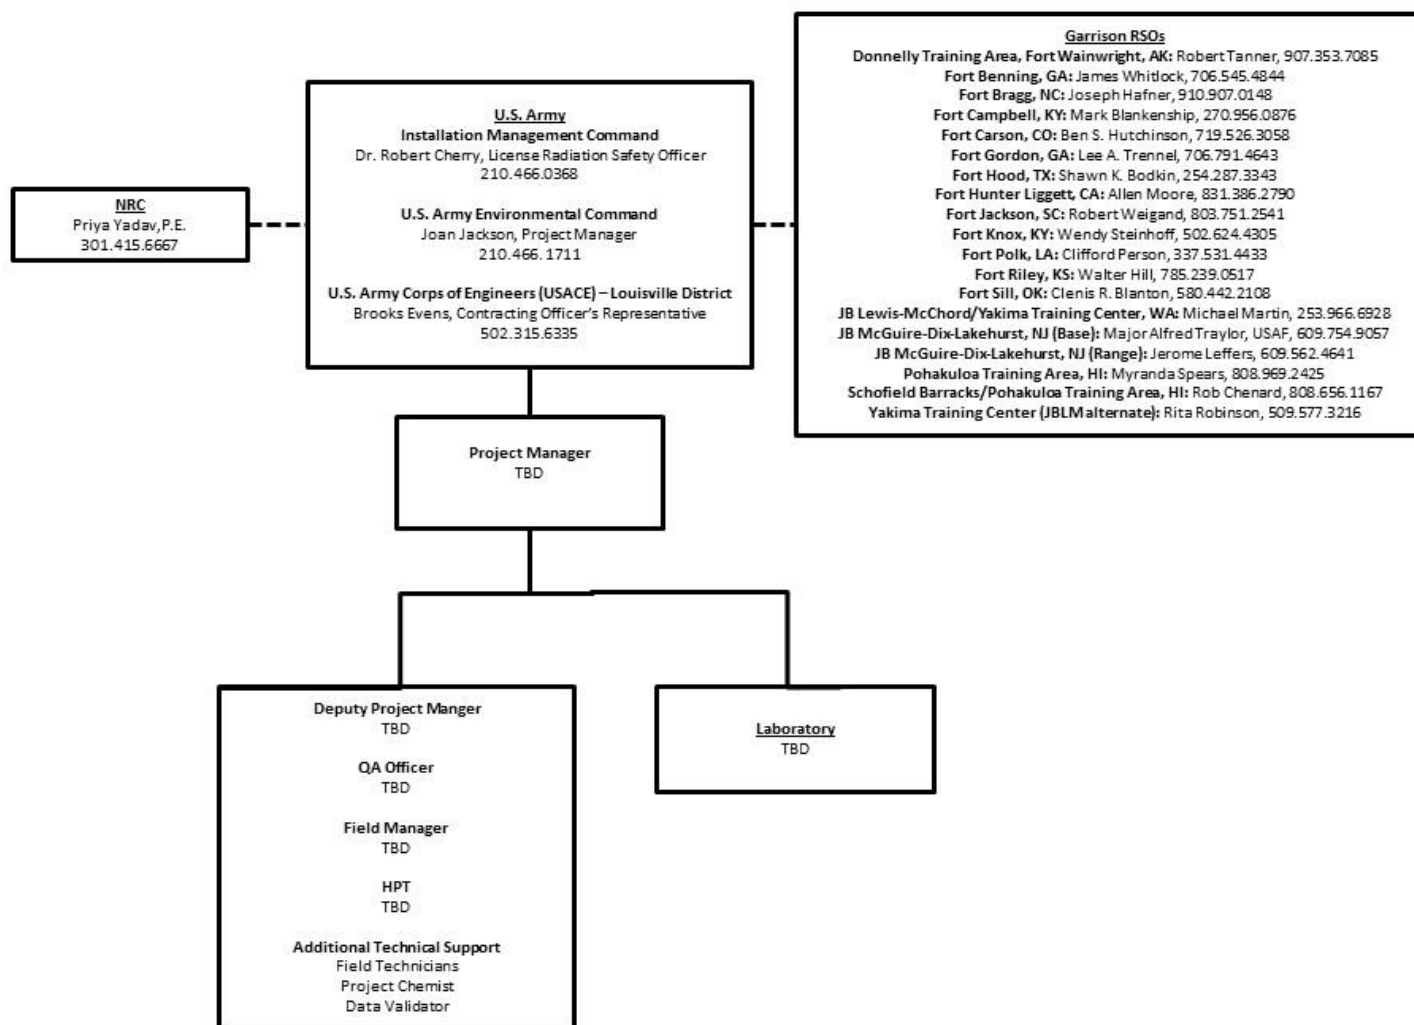 NRC
Priya Yadav,P.E.
301.415.6667
U.S. Army
Installation Management Command
Dr. Robert Cherry, License Radiation Safety Officer
210.466.0368
U.S. Army Environmental Command
Joan Jackson, Project Manager
210.466.1711
U.S. Army Corps of Engineers (USACE) – Louisville District
Brooks Evens, Contracting Officer's Representative
502.315.6335
Garrison RSOs
Donnelly Training Area, Fort Wainwright, AK: Robert Tanner, 907.353.7085
Fort Benning, GA: James Whitlock, 706.545.4844
Fort Bragg, NC: Joseph Hafner, 910.907.0148
Fort Campbell, KY: Mark Blankenship, 270.956.0876
Fort Carson, CO: Ben S. Hutchinson, 719.526.3058
Fort Gordon, GA: Lee A. Trennel, 706.791.4643
Fort Hood, TX: Shawn K. Bodkin, 254.287.3343
Fort Hunter Liggett, CA: Allen Moore, 831.386.2790
Fort Jackson, SC: Robert Weigand, 803.751.2541
Fort Knox, KY: Wendy Steinhoff, 502.624.4305
Fort Polk, LA: Clifford Person, 337.531.4433
Fort Riley, KS: Walter Hill, 785.239.0517
Fort Sill, OK: Clenis R. Blanton, 580.442.2108
JB Lewis-McChord/Yakima Training Center, WA: Michael Martin, 253.966.6928
JB McGuire-Dix-Lakehurst, NJ (Base): Major Alfred Traylor, USAF, 609.754.9057
JB McGuire-Dix-Lakehurst, NJ (Range): Jerome Leffers, 609.562.4641
Pohakuloa Training Area, HI: Myranda Spears, 808.969.2425
Schofield Barracks/Pohakuloa Training Area, HI: Rob Chenard, 808.656.1167
Yakima Training Center (JBLM alternate): Rita Robinson, 509.577.3216
Project Manager
TBD
Deputy Project Manger
TBD
QA Officer
TBD
Field Manager
TBD
HPT
TBD
Additional Technical Support
Field Technicians
Project Chemist
Data Validator
Laboratory
TBD